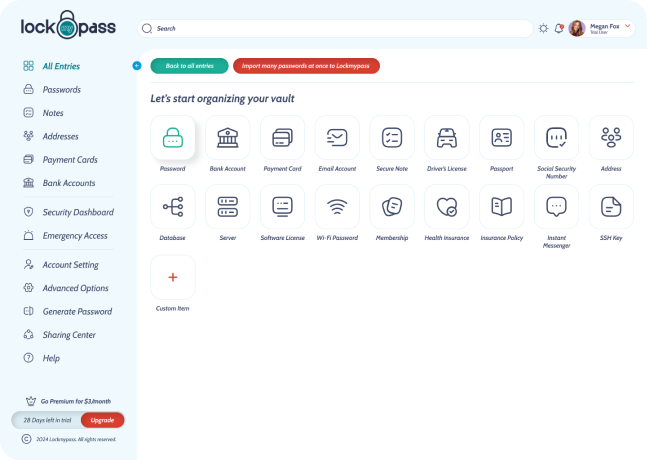 lock my pass
Search
Megan Fox
Trial User
All Entries
Passwords
Notes
Addresses
Payment Cards
Bank Accounts
Security Dashboard
Emergency Access
Account Setting
Advanced Options
Generate Password
Sharing Center
Help
Go Premium for $3/month
28 Days left in trial
Upgrade
© 2024 Lockmypass. All rights reserved.
Back to all entries
Import many passwords at once to Lockmypass
Let's start organizing your vault
Password
Bank Account
Payment Card
Email Account
Secure Note
Driver's License
Passport
Social Security
Number
Address
Database
Server
Software License
Wi-Fi Password
Membership
Health Insurance
Insurance Policy
Instant
Messenger
SSH Key
Custom Item